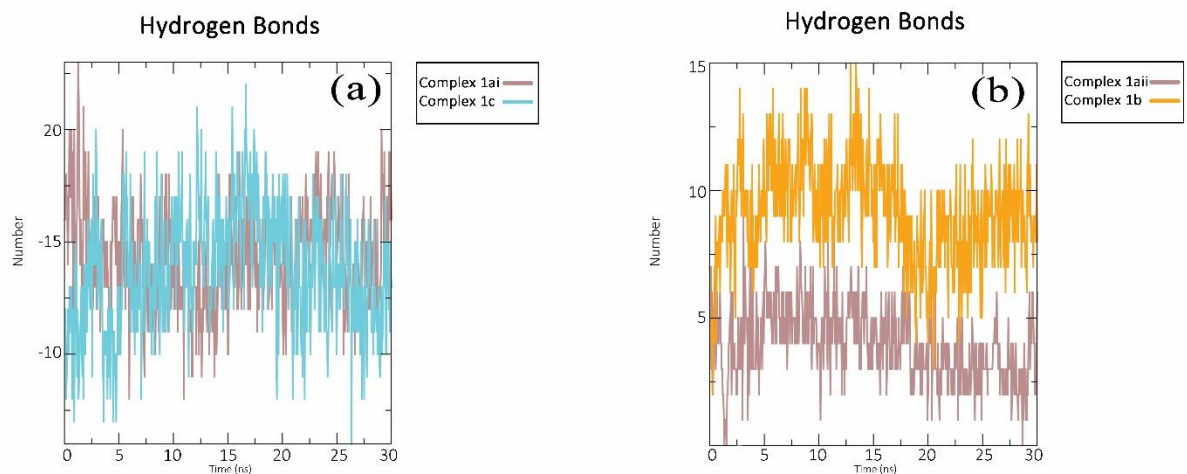 Hydrogen Bonds
(a)
Complex 1ai
Complex 1c
20
-15
-10
Number
0
5
10
15
20
25
30
Time (ns)
Hydrogen Bonds
(b)
Complex 1aii
Complex 1b
15
10
5
Number
0
5
10
15
20
25
30
Time (ns)